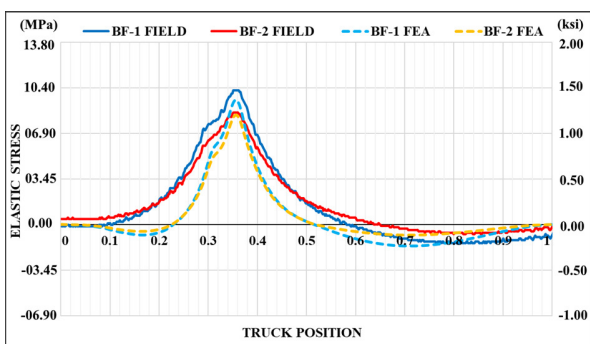 (MPa) (ksi)
BF-1 FIELD BF-2 FIELD BF-1 FEA BF-2 FEA
13.80 2.00
10.40 1.50
06.90 1.00
03.45 0.50
0.00 0.00
0 0.1 0.2 0.3 0.4 0.5 0.6 0.7 0.8 0.9 1
-03.45 -0.50
-06.90 -1.00
ELASTIC STRESS
TRUCK POSITION